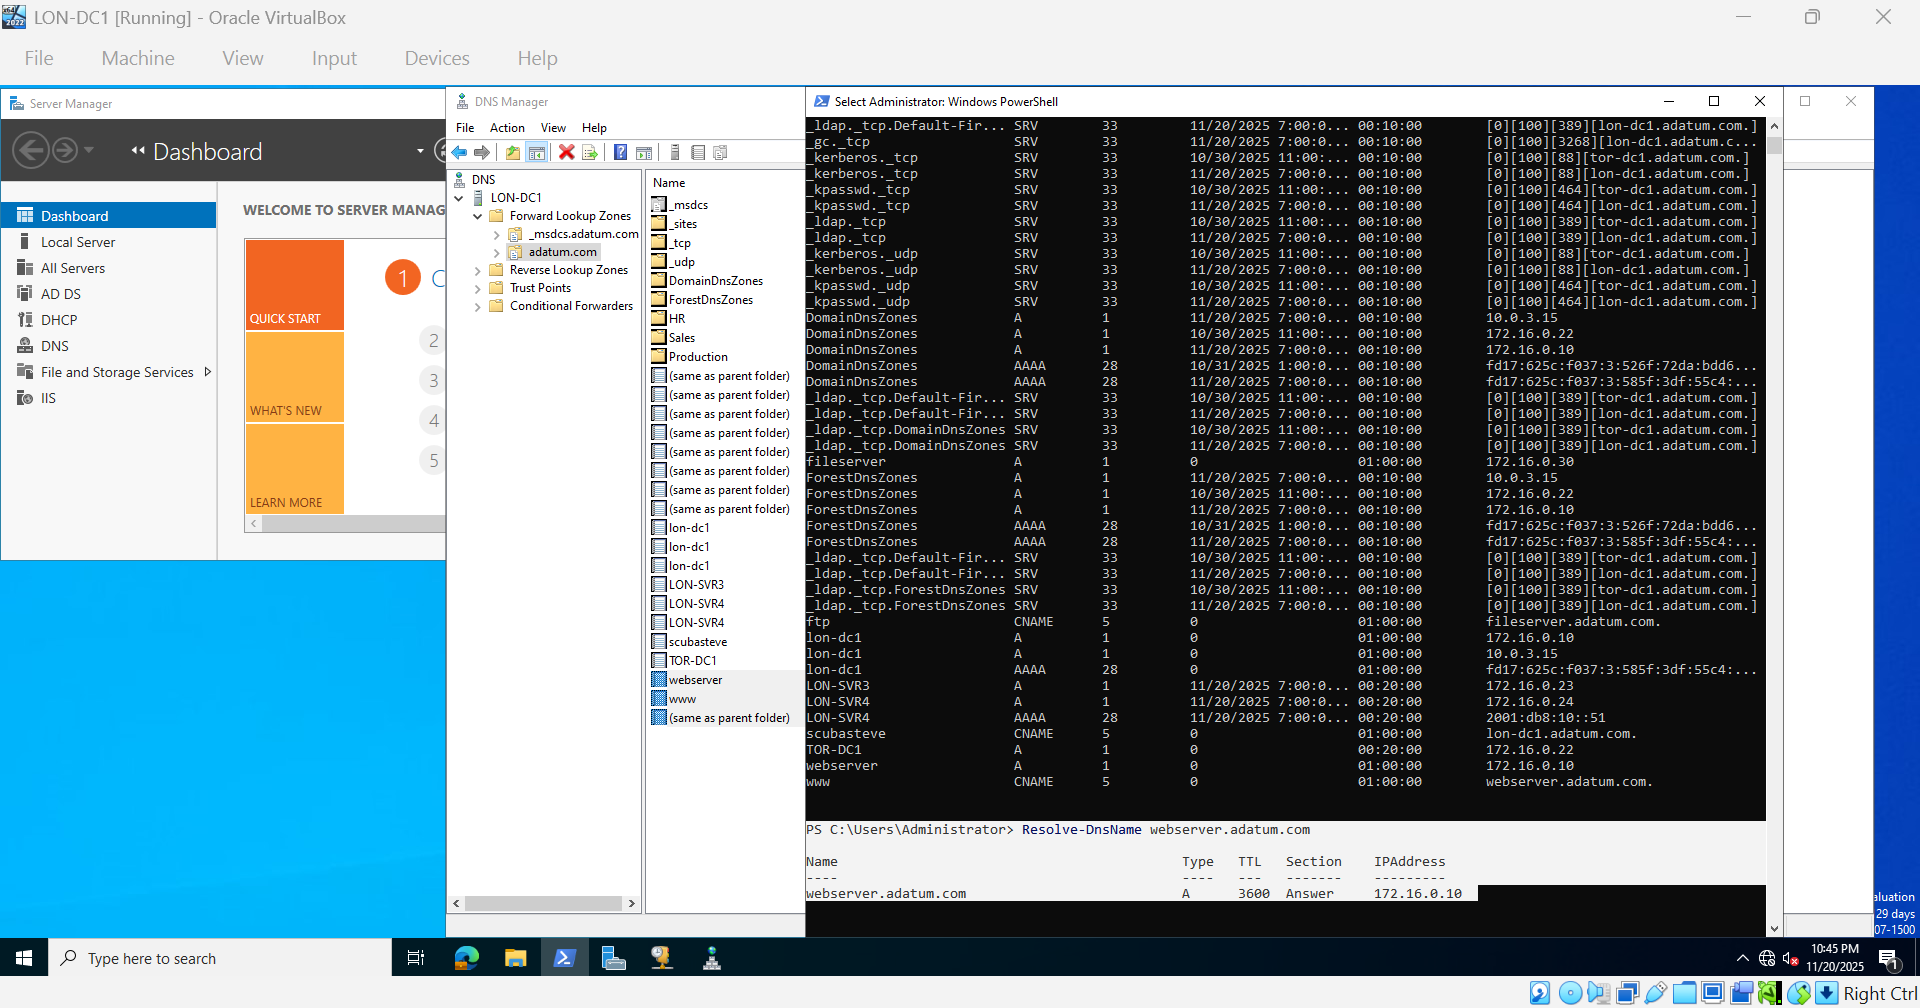 LON-DC1 [Running] - Oracle VirtualBox
File Machine View Input Devices Help
Server Manager
Dashboard
Dashboard
Local Server
All Servers
AD DS
DHCP
DNS
File and Storage Services
IIS
WELCOME TO SERVER MANAG
QUICK START
WHAT'S NEW
LEARN MORE
1
2
3
4
5
DNS Manager
File Action View Help
DNS
LON-DC1
Forward Lookup Zones
_msdcs.adatum.com
adatum.com
Reverse Lookup Zones
Trust Points
Conditional Forwarders
Name
_msdcs
_sites
_tcp
_udp
DomainDnsZones
ForestDnsZones
HR
Sales
Production
(same as parent folder)
(same as parent folder)
(same as parent folder)
(same as parent folder)
(same as parent folder)
(same as parent folder)
(same as parent folder)
(same as parent folder)
lon-dc1
lon-dc1
lon-dc1
LON-SVR3
LON-SVR4
LON-SVR4
scubasteve
TOR-DC1
webserver
www
(same as parent folder)
Select Administrator: Windows PowerShell
_ldap._tcp.Default-Fir... SRV 33 11/20/2025 7:00:0... 00:10:00 [0][100][389][lon-dc1.adatum.com.]
_gc._tcp SRV 33 11/20/2025 7:00:0... 00:10:00 [0][100][3268][lon-dc1.adatum.c...
_kerberos._tcp SRV 33 10/30/2025 11:00:... 00:10:00 [0][100][88][tor-dc1.adatum.com.]
_kerberos._tcp SRV 33 11/20/2025 7:00:0... 00:10:00 [0][100][88][lon-dc1.adatum.com.]
_kpasswd._tcp SRV 33 10/30/2025 11:00:... 00:10:00 [0][100][464][tor-dc1.adatum.com.]
_kpasswd._tcp SRV 33 11/20/2025 7:00:0... 00:10:00 [0][100][464][lon-dc1.adatum.com.]
_ldap._tcp SRV 33 10/30/2025 11:00:... 00:10:00 [0][100][389][tor-dc1.adatum.com.]
_ldap._tcp SRV 33 11/20/2025 7:00:0... 00:10:00 [0][100][389][lon-dc1.adatum.com.]
_kerberos._udp SRV 33 10/30/2025 11:00:... 00:10:00 [0][100][88][tor-dc1.adatum.com.]
_kerberos._udp SRV 33 11/20/2025 7:00:0... 00:10:00 [0][100][88][lon-dc1.adatum.com.]
_kpasswd._udp SRV 33 10/30/2025 11:00:... 00:10:00 [0][100][464][tor-dc1.adatum.com.]
_kpasswd._udp SRV 33 11/20/2025 7:00:0... 00:10:00 [0][100][464][lon-dc1.adatum.com.]
DomainDnsZones A 1 11/20/2025 7:00:0... 00:10:00 10.0.3.15
DomainDnsZones A 1 10/30/2025 11:00:... 00:10:00 172.16.0.22
DomainDnsZones A 1 11/20/2025 7:00:0... 00:10:00 172.16.0.10
DomainDnsZones AAAA 28 10/31/2025 1:00:0... 00:10:00 fd17:625c:f037:3:526f:72da:bdd6...
DomainDnsZones AAAA 28 11/20/2025 7:00:0... 00:10:00 fd17:625c:f037:3:585f:3df:55c4:...
_ldap._tcp.Default-Fir... SRV 33 10/30/2025 11:00:... 00:10:00 [0][100][389][tor-dc1.adatum.com.]
_ldap._tcp.Default-Fir... SRV 33 11/20/2025 7:00:0... 00:10:00 [0][100][389][lon-dc1.adatum.com.]
_ldap._tcp.DomainDnsZones SRV 33 10/30/2025 11:00:... 00:10:00 [0][100][389][tor-dc1.adatum.com.]
_ldap._tcp.DomainDnsZones SRV 33 11/20/2025 7:00:0... 00:10:00 [0][100][389][lon-dc1.adatum.com.]
fileserver A 1 0 01:00:00 172.16.0.30
ForestDnsZones A 1 11/20/2025 7:00:0... 00:10:00 10.0.3.15
ForestDnsZones A 1 10/30/2025 11:00:... 00:10:00 172.16.0.22
ForestDnsZones A 1 11/20/2025 7:00:0... 00:10:00 172.16.0.10
ForestDnsZones AAAA 28 10/31/2025 1:00:0... 00:10:00 fd17:625c:f037:3:526f:72da:bdd6...
ForestDnsZones AAAA 28 11/20/2025 7:00:0... 00:10:00 fd17:625c:f037:3:585f:3df:55c4:...
_ldap._tcp.Default-Fir... SRV 33 10/30/2025 11:00:... 00:10:00 [0][100][389][tor-dc1.adatum.com.]
_ldap._tcp.Default-Fir... SRV 33 11/20/2025 7:00:0... 00:10:00 [0][100][389][lon-dc1.adatum.com.]
_ldap._tcp.ForestDnsZones SRV 33 10/30/2025 11:00:... 00:10:00 [0][100][389][tor-dc1.adatum.com.]
_ldap._tcp.ForestDnsZones SRV 33 11/20/2025 7:00:0... 00:10:00 [0][100][389][lon-dc1.adatum.com.]
ftp CNAME 5 0 01:00:00 fileserver.adatum.com.
lon-dc1 A 1 0 01:00:00 172.16.0.10
lon-dc1 A 1 0 01:00:00 10.0.3.15
lon-dc1 AAAA 28 0 01:00:00 fd17:625c:f037:3:585f:3df:55c4:...
LON-SVR3 A 1 11/20/2025 7:00:0... 00:20:00 172.16.0.23
LON-SVR4 A 1 11/20/2025 7:00:0... 00:20:00 172.16.0.24
LON-SVR4 AAAA 28 11/20/2025 7:00:0... 00:20:00 2001:db8:10::51
scubasteve CNAME 5 0 01:00:00 lon-dc1.adatum.com.
TOR-DC1 A 1 0 00:20:00 172.16.0.22
webserver A 1 0 01:00:00 172.16.0.10
www CNAME 5 0 01:00:00 webserver.adatum.com.
PS C:\Users\Administrator> Resolve-DnsName webserver.adatum.com
Name Type TTL Section IPAddress
---- ---- --- ------- ---------
webserver.adatum.com A 3600 Answer 172.16.0.10
aluation
29 days
07-1500
Type here to search
10:45 PM
11/20/2025
1
Right Ctrl